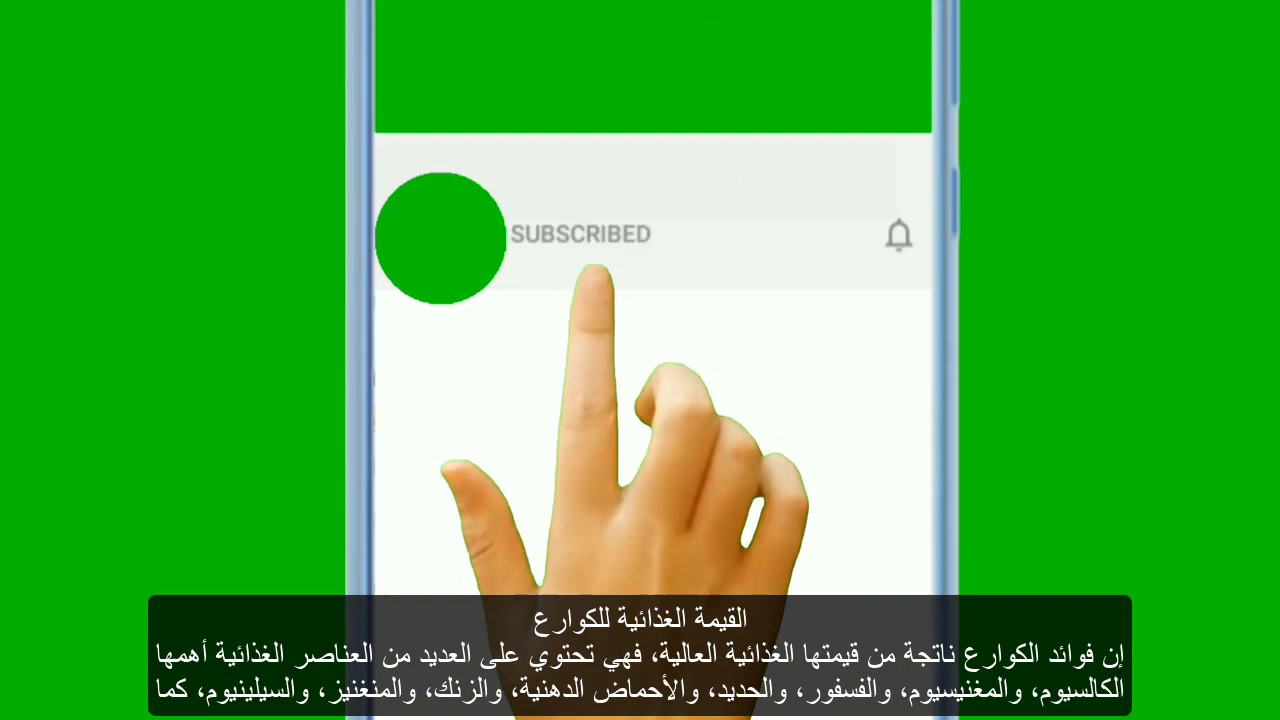 SUBSCRIBED
القيمة الغذائية للكوارع
إن فوائد الكوارع ناتجة من قيمتها الغذائية العالية، فهي تحتوي على العديد من العناصر الغذائية أهمها
الكالسيوم، والمغنيسيوم، والفسفور، والحديد، والأحماض الدهنية، والزنك، والمنغنيز، والسيلينيوم، كما